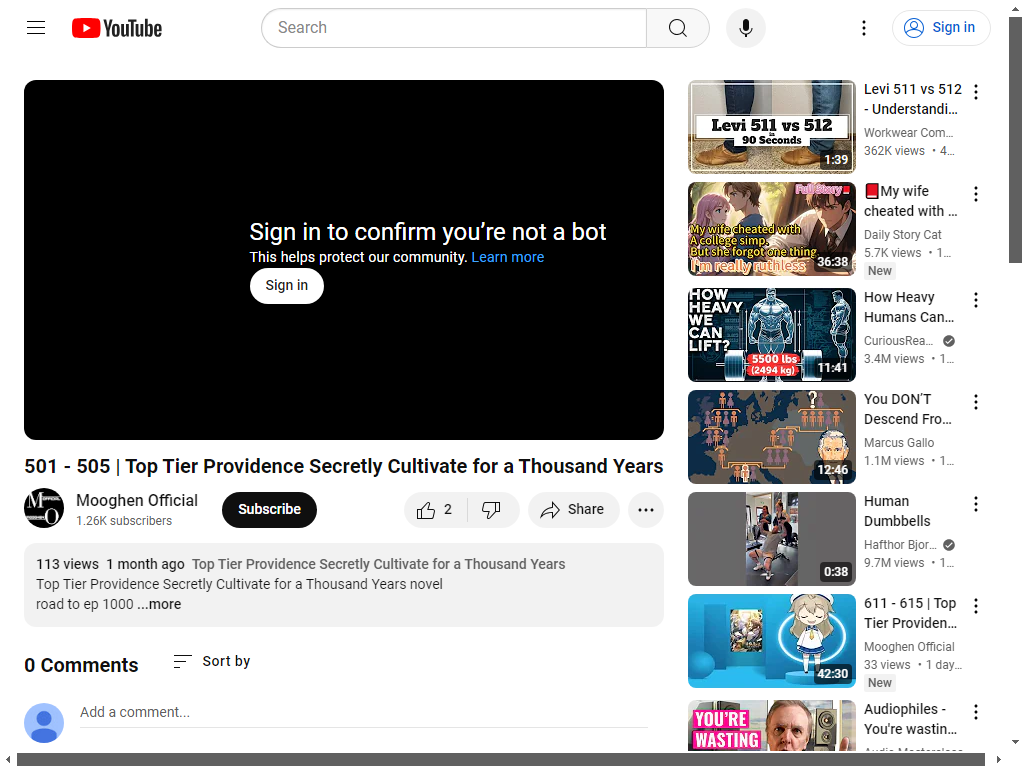 YouTube
Search
Sign in
Sign in to confirm you’re not a bot
This helps protect our community. Learn more
Sign in
501 - 505 | Top Tier Providence Secretly Cultivate for a Thousand Years
Mooghen Official
1.26K subscribers
Subscribe
2
Share
113 views 1 month ago Top Tier Providence Secretly Cultivate for a Thousand Years
Top Tier Providence Secretly Cultivate for a Thousand Years novel
road to ep 1000 ...more
0 Comments
Sort by
Add a comment...
Levi 511 vs 512
in
90 Seconds
1:39
Levi 511 vs 512
- Understandi...
Workwear Com...
362K views • 4...
Full Story
My wife cheated with
A college simp.
But she forgot one thing
I'm really ruthless
36:38
My wife
cheated with ...
Daily Story Cat
5.7K views • 1...
New
HOW
HEAVY
WE
CAN
LIFT?
5500 lbs
(2494 kg)
11:41
How Heavy
Humans Can...
CuriousRea...
3.4M views • 1...
?
12:46
You DON’T
Descend Fro...
Marcus Gallo
1.1M views • 1...
0:38
Human
Dumbbells
Hafthor Bjor...
9.7M views • 1...
42:30
611 - 615 | Top
Tier Providen...
Mooghen Official
33 views • 1 day...
New
YOU'RE
WASTING
Audiophiles -
You're wastin...